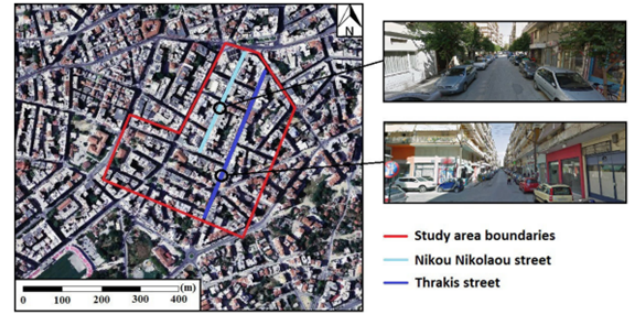 N
Study area boundaries
Nikou Nikolaou street
Thrakis street
(m)
0 100 200 300 400